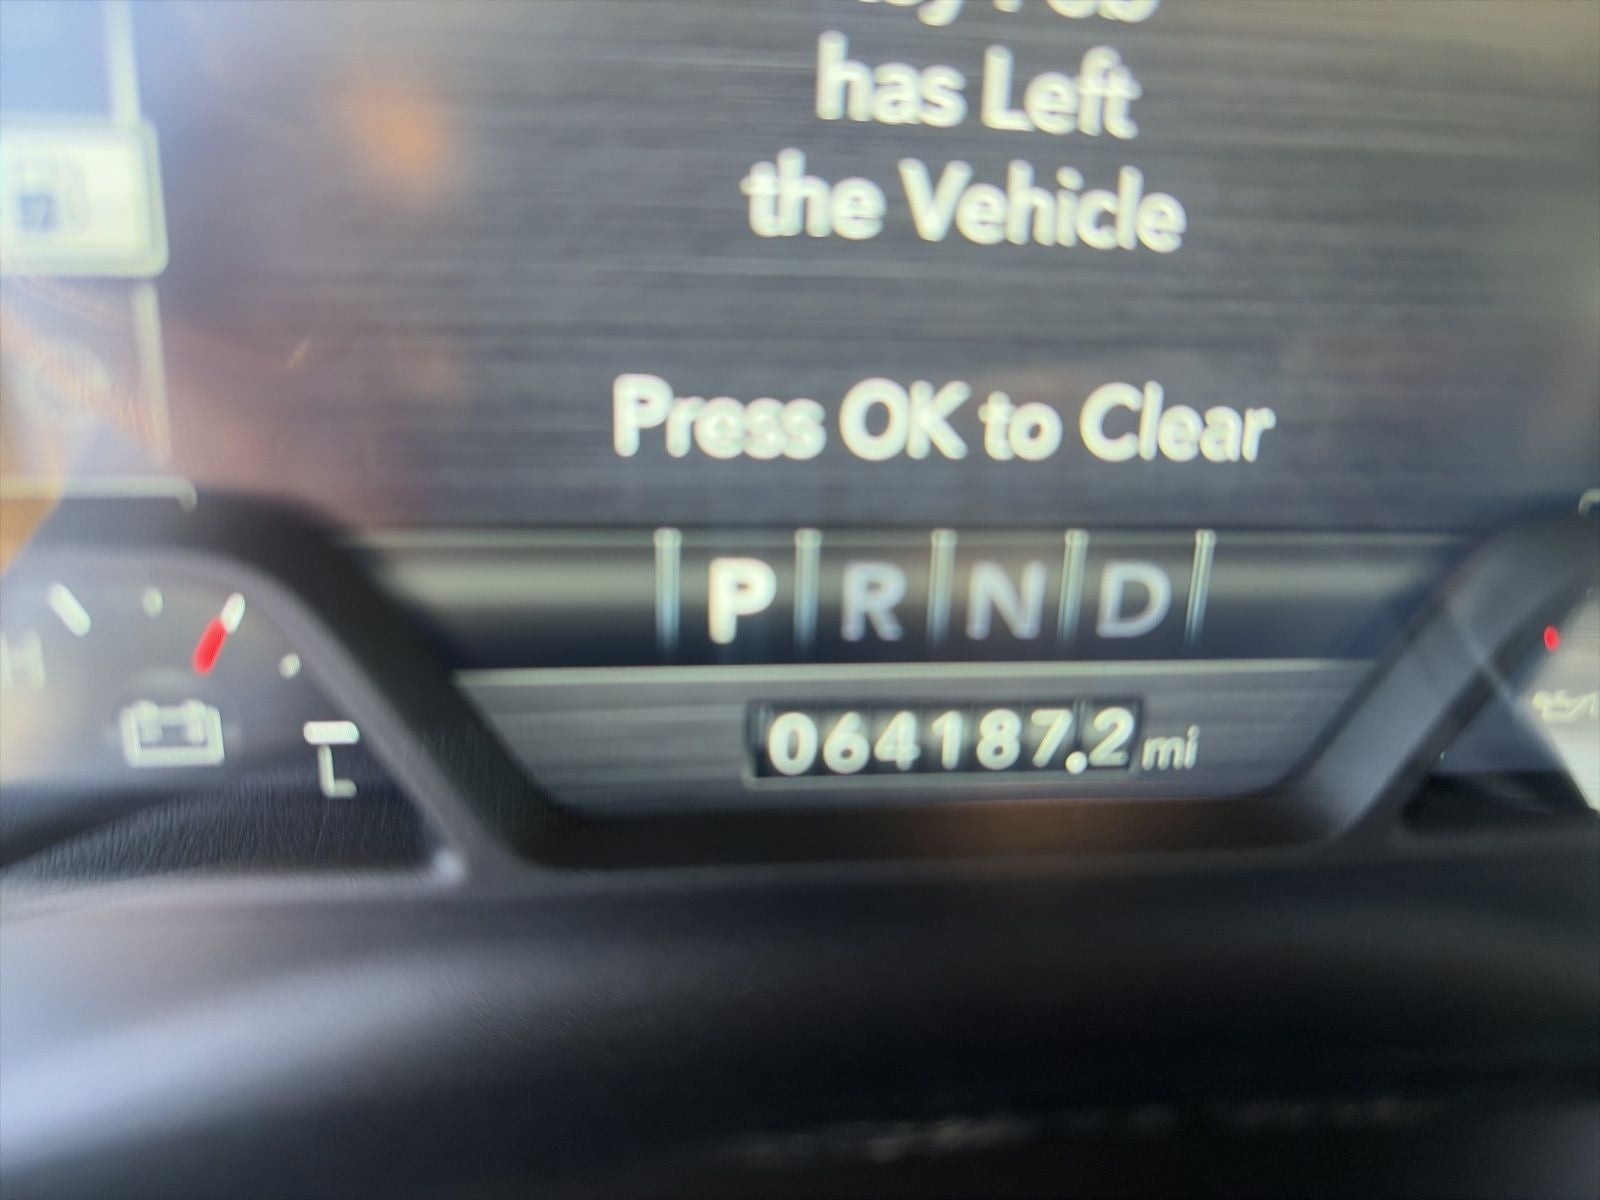 has Left
the Vehicle
Press OK to Clear
P R N D
064187.2 mi
H
L